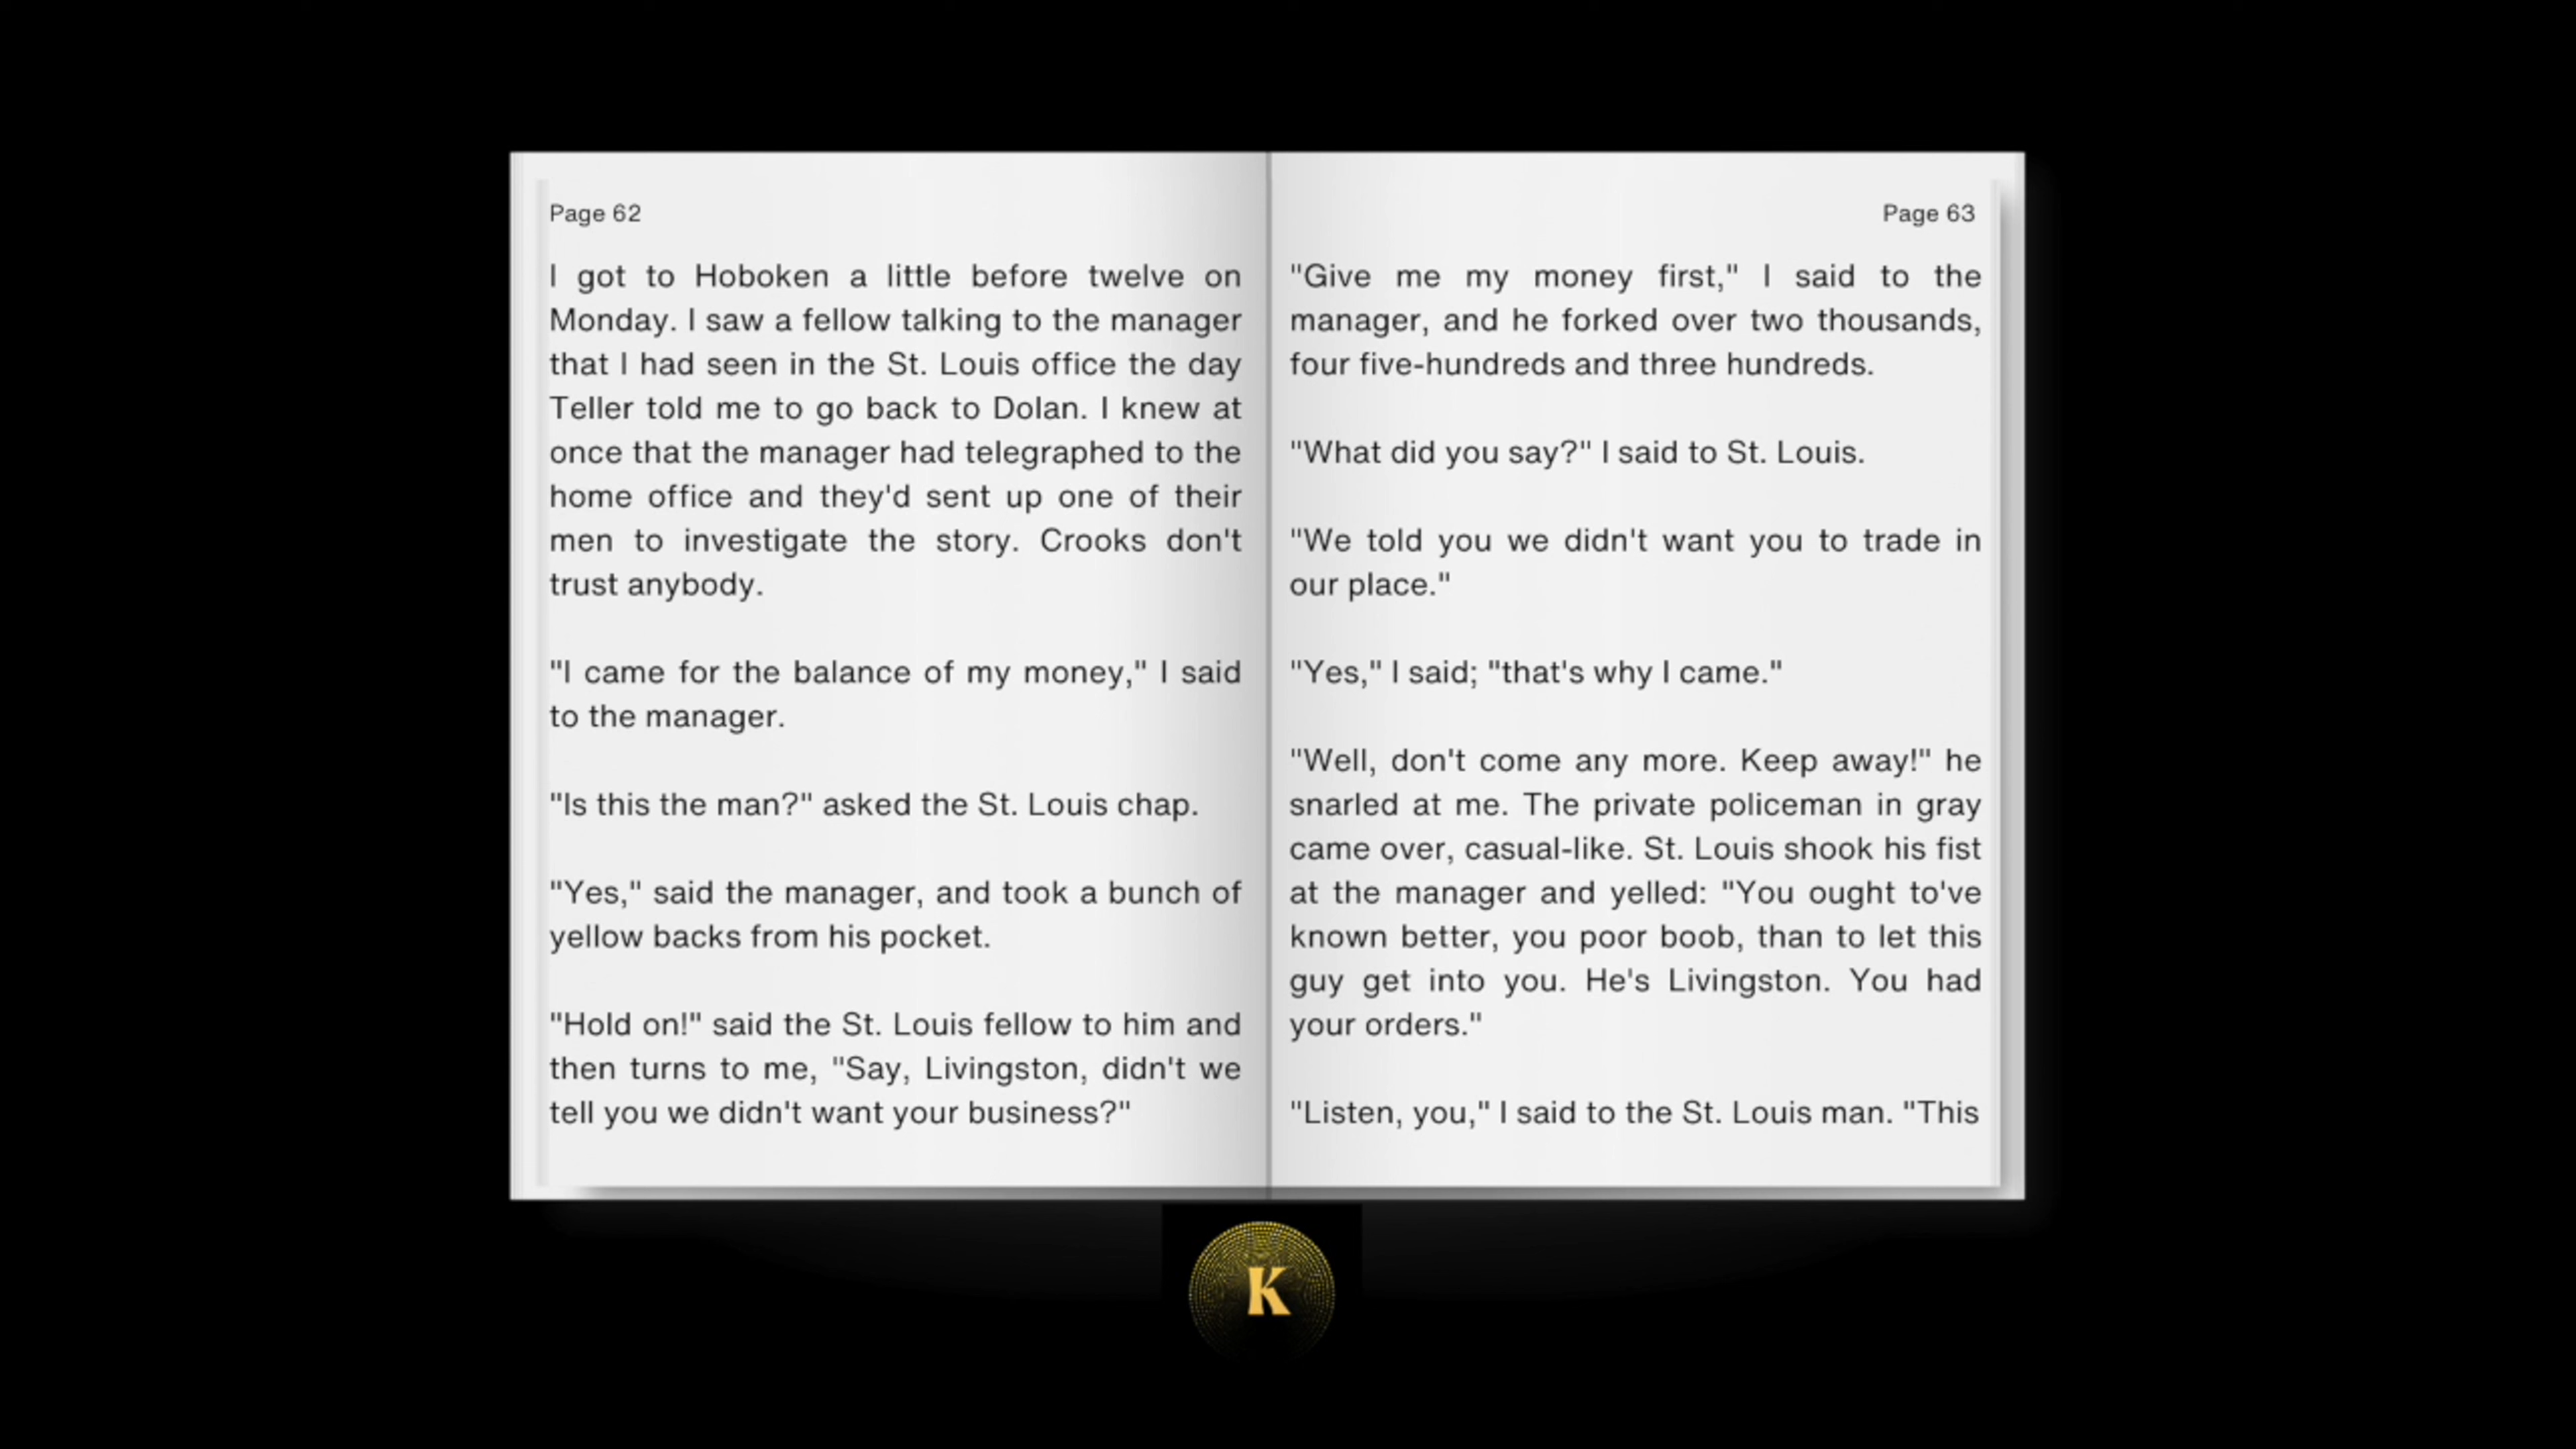 Page 62
I got to Hoboken a little before twelve on
Monday. I saw a fellow talking to the manager
that I had seen in the St. Louis office the day
Teller told me to go back to Dolan. I knew at
once that the manager had telegraphed to the
home office and they'd sent up one of their
men to investigate the story. Crooks don't
trust anybody.
"I came for the balance of my money," I said
to the manager.
"Is this the man?" asked the St. Louis chap.
"Yes," said the manager, and took a bunch of
yellow backs from his pocket.
"Hold on!" said the St. Louis fellow to him and
then turns to me, "Say, Livingston, didn't we
tell you we didn't want your business?"
Page 63
"Give me my money first," I said to the
manager, and he forked over two thousands,
four five-hundreds and three hundreds.
"What did you say?" I said to St. Louis.
"We told you we didn't want you to trade in
our place."
"Yes," I said; "that's why I came."
"Well, don't come any more. Keep away!" he
snarled at me. The private policeman in gray
came over, casual-like. St. Louis shook his fist
at the manager and yelled: "You ought to've
known better, you poor boob, than to let this
guy get into you. He's Livingston. You had
your orders."
"Listen, you," I said to the St. Louis man. "This
K